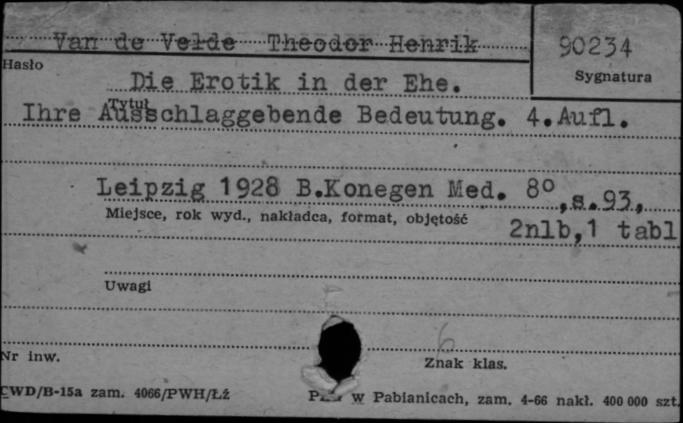 Van de Velde Theodor Henrik
90234
Hasło
Sygnatura
Die Erotik in der Ehe.
Tytuł
Ihre Ausschlaggebende Bedeutung. 4.Aufl.
Leipzig 1928 B.Konegen Med. 8°,s.93,
Miejsce, rok wyd., nakładca, format, objętość
2nlb,1 tabl
Uwagi
6
Nr inw.
Znak klas.
CWD/B-15a zam. 4066/PWH/Łź
w Pabianicach, zam. 4-66 nakł. 400 000 szt.